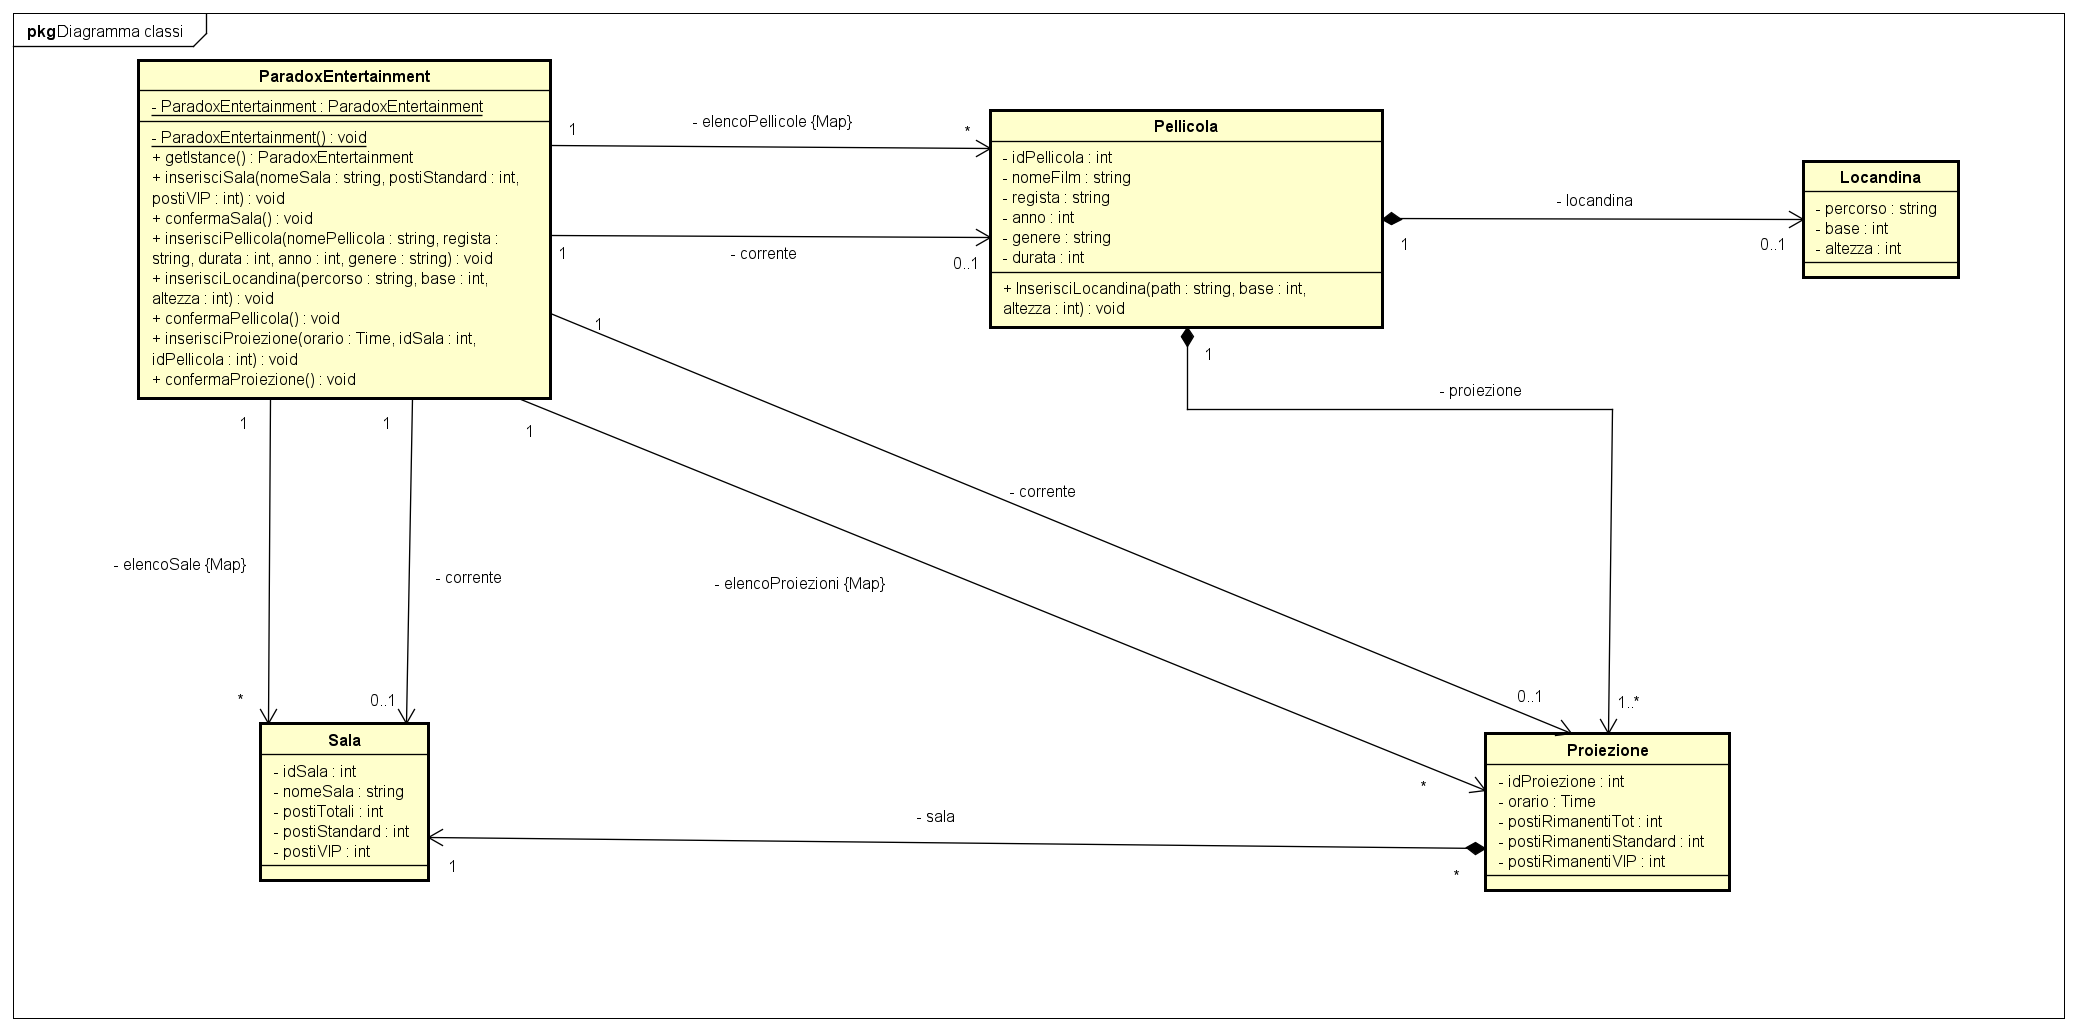 pkg Diagramma classi
ParadoxEntertainment
- ParadoxEntertainment : ParadoxEntertainment
- ParadoxEntertainment() : void
+ getIstance() : ParadoxEntertainment
+ inserisciSala(nomeSala : string, postiStandard : int,
postiVIP : int) : void
+ confermaSala() : void
+ inserisciPellicola(nomePellicola : string, regista :
string, durata : int, anno : int, genere : string) : void
+ inserisciLocandina(percorso : string, base : int,
altezza : int) : void
+ confermaPellicola() : void
+ inserisciProiezione(orario : Time, idSala : int,
idPellicola : int) : void
+ confermaProiezione() : void
1
- elencoPellicole {Map}
*
1
- corrente
0..1
Pellicola
- idPellicola : int
- nomeFilm : string
- regista : string
- anno : int
- genere : string
- durata : int
+ InserisciLocandina(path : string, base : int,
altezza : int) : void
1
- locandina
0..1
Locandina
- percorso : string
- base : int
- altezza : int
1
- proiezione
1..*
1
- corrente
0..1
1
- elencoProiezioni {Map}
*
1
- elencoSale {Map}
*
1
- corrente
0..1
Sala
- idSala : int
- nomeSala : string
- postiTotali : int
- postiStandard : int
- postiVIP : int
1
- sala
*
Proiezione
- idProiezione : int
- orario : Time
- postiRimanentiTot : int
- postiRimanentiStandard : int
- postiRimanentiVIP : int